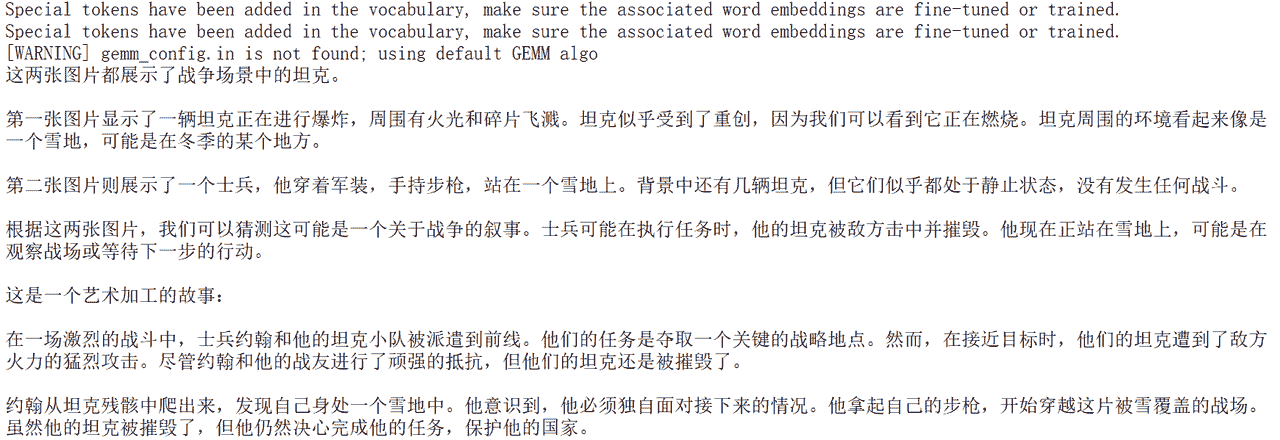 Special tokens have been added in the vocabulary, make sure the associated word embeddings are fine-tuned or trained.
Special tokens have been added in the vocabulary, make sure the associated word embeddings are fine-tuned or trained.
[WARNING] gemm_config.in is not found; using default GEMM algo
这两张图片都展示了战争场景中的坦克。
第一张图片显示了一辆坦克正在进行爆炸，周围有火光和碎片飞溅。坦克似乎受到了重创，因为我们可以看到它正在燃烧。坦克周围的环境看起来像是
一个雪地，可能是在冬季的某个地方。
第二张图片则展示了一个士兵，他穿着军装，手持步枪，站在一个雪地上。背景中还有几辆坦克，但它们似乎都处于静止状态，没有发生任何战斗。
根据这两张图片，我们可以猜测这可能是一个关于战争的叙事。士兵可能在执行任务时，他的坦克被敌方击中并摧毁。他现在正站在雪地上，可能是在
观察战场或等待下一步的行动。
这是一个艺术加工的故事：
在一场激烈的战斗中，士兵约翰和他的坦克小队被派遣到前线。他们的任务是夺取一个关键的战略地点。然而，在接近目标时，他们的坦克遭到了敌方
火力的猛烈攻击。尽管约翰和他的战友进行了顽强的抵抗，但他们的坦克还是被摧毁了。
约翰从坦克残骸中爬出来，发现自己身处一个雪地中。他意识到，他必须独自面对接下来的情况。他拿起自己的步枪，开始穿越这片被雪覆盖的战场。
虽然他的坦克被摧毁了，但他仍然决心完成他的任务，保护他的国家。